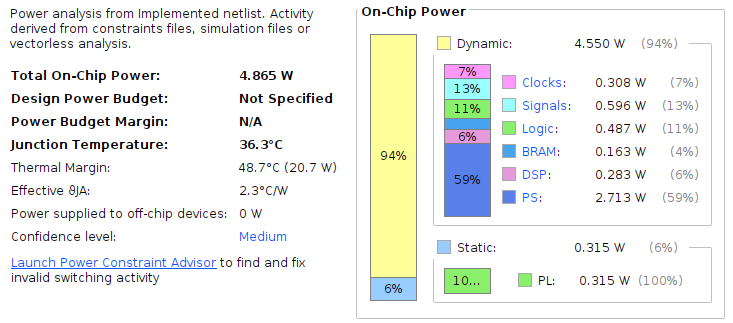 Power analysis from Implemented netlist. Activity
derived from constraints files, simulation files or
vectorless analysis.
Total On-Chip Power: 4.865 W
Design Power Budget: Not Specified
Power Budget Margin: N/A
Junction Temperature: 36.3°C
Thermal Margin: 48.7°C (20.7 W)
Effective ϑJA: 2.3°C/W
Power supplied to off-chip devices: 0 W
Confidence level: Medium
Launch Power Constraint Advisor to find and fix
invalid switching activity
On-Chip Power
94%
6%
Dynamic: 4.550 W (94%)
7%
13%
11%
6%
59%
Clocks: 0.308 W (7%)
Signals: 0.596 W (13%)
Logic: 0.487 W (11%)
BRAM: 0.163 W (4%)
DSP: 0.283 W (6%)
PS: 2.713 W (59%)
Static: 0.315 W (6%)
10...
PL: 0.315 W (100%)